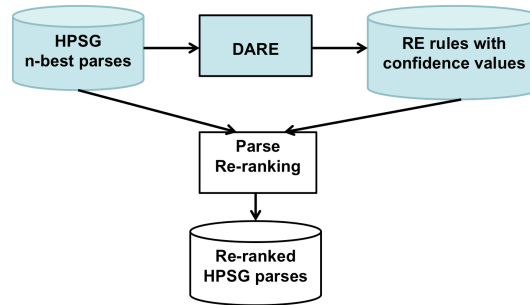 HPSG
n-best parses
DARE
RE rules with
confidence values
Parse
Re-ranking
Re-ranked
HPSG parses